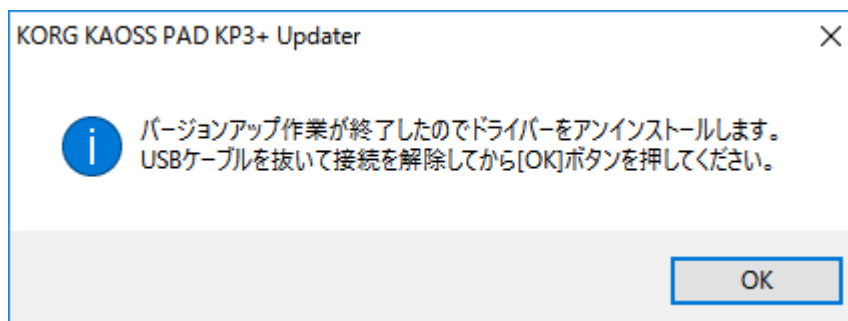 KORG KAOSS PAD KP3+ Updater
バージョンアップ作業が終了したのでドライバーをアンインストールします。
USBケーブルを抜いて接続を解除してから[OK]ボタンを押してください。
OK